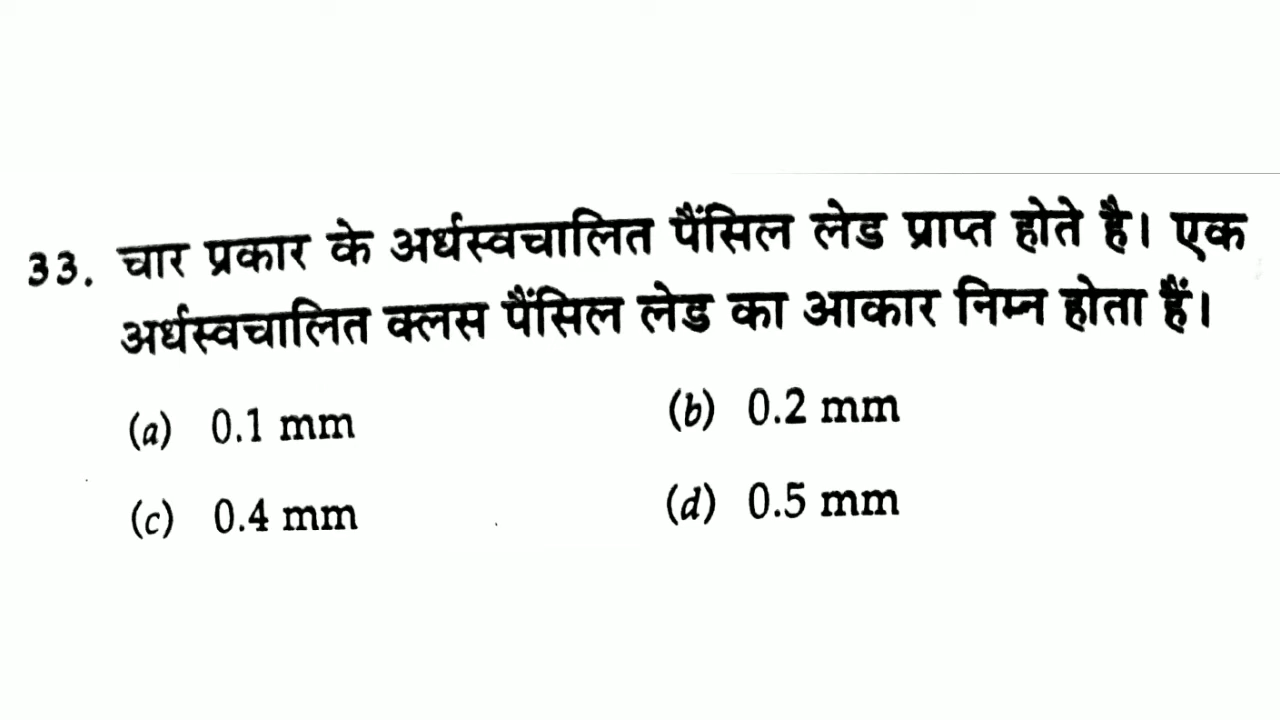 33. चार प्रकार के अर्धस्वचालित पैंसिल लेड प्राप्त होते है। एक
अर्धस्वचालित क्लस पैंसिल लेड का आकार निम्न होता हैं।
(a) 0.1 mm (b) 0.2 mm
(c) 0.4 mm (d) 0.5 mm